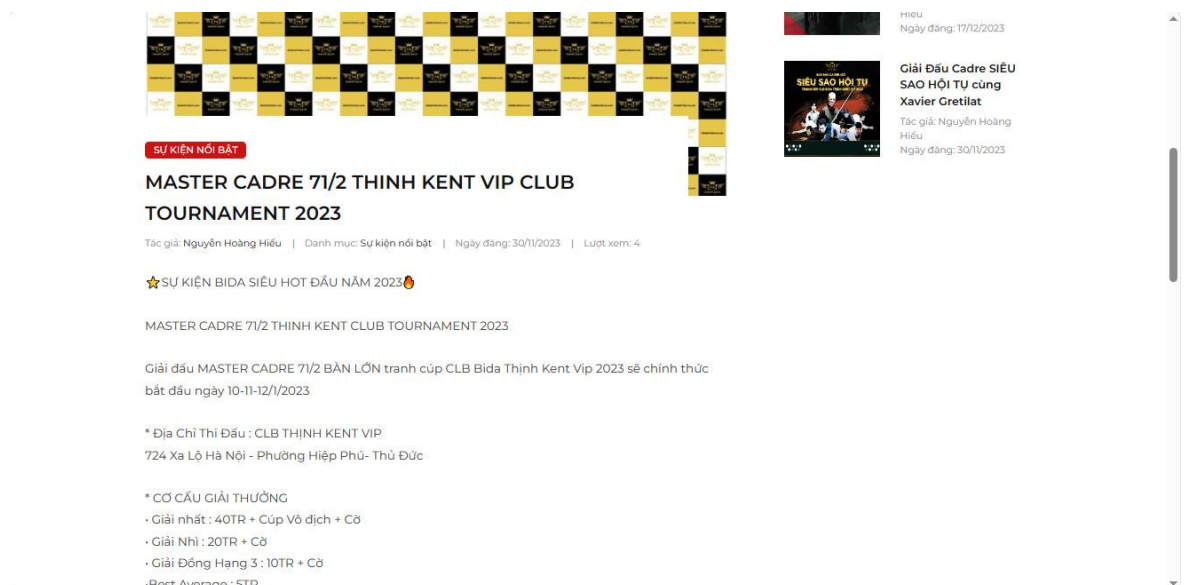 SỰ KIỆN NỔI BẬT
MASTER CADRE 71/2 THINH KENT VIP CLUB
TOURNAMENT 2023
Tác giả: Nguyễn Hoàng Hiếu | Danh mục: Sự kiện nổi bật | Ngày đăng: 30/11/2023 | Lượt xem: 4
⭐SỰ KIỆN BIDA SIÊU HOT ĐẦU NĂM 2023🔥
MASTER CADRE 71/2 THINH KENT CLUB TOURNAMENT 2023
Giải đấu MASTER CADRE 71/2 BÀN LỚN tranh cúp CLB Bida Thịnh Kent Vip 2023 sẽ chính thức
bắt đầu ngày 10-11-12/1/2023
* Địa Chỉ Thi Đấu : CLB THỊNH KENT VIP
724 Xa Lộ Hà Nội - Phường Hiệp Phú- Thủ Đức
* CƠ CẤU GIẢI THƯỞNG
• Giải nhất : 40TR + Cúp Vô địch + Cờ
• Giải Nhì : 20TR + Cờ
• Giải Đồng Hạng 3 : 10TR + Cờ
•Best Average : 5TR
Hiếu
Ngày đăng: 17/12/2023
SIÊU SAO HỘI TỤ
Giải Đấu Cadre SIÊU
SAO HỘI TỤ cùng
Xavier Gretilat
Tác giả: Nguyễn Hoàng
Hiếu
Ngày đăng: 30/11/2023